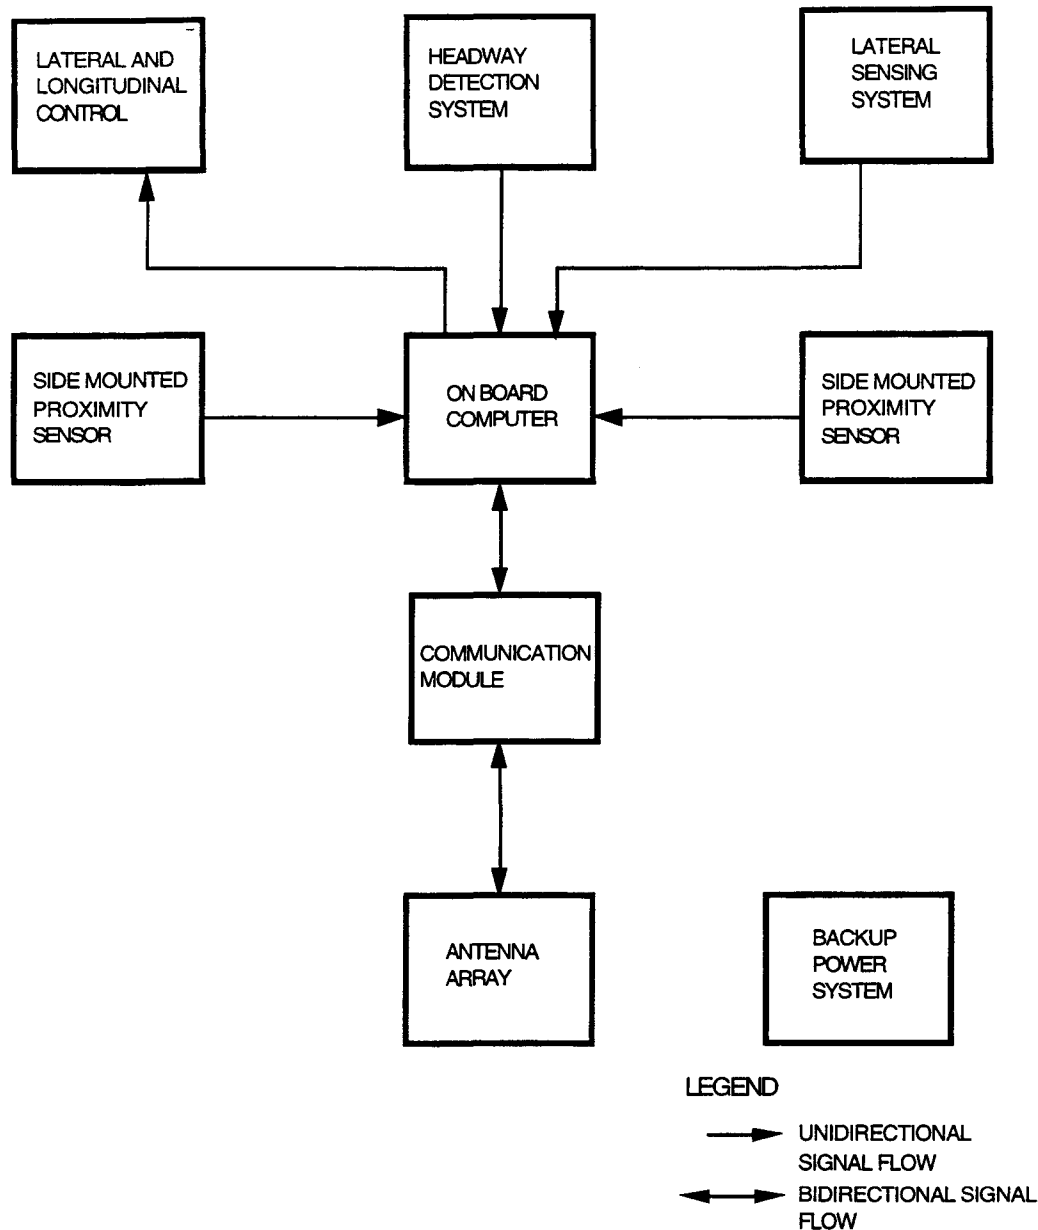 LATERAL AND
LONGITUDINAL
CONTROL
HEADWAY
DETECTION
SYSTEM
LATERAL
SENSING
SYSTEM
SIDE MOUNTED
PROXIMITY
SENSOR
ON BOARD
COMPUTER
SIDE MOUNTED
PROXIMITY
SENSOR
COMMUNICATION
MODULE
ANTENNA
ARRAY
BACKUP
POWER
SYSTEM
LEGEND
UNIDIRECTIONAL
SIGNAL FLOW
BIDIRECTIONAL SIGNAL
FLOW